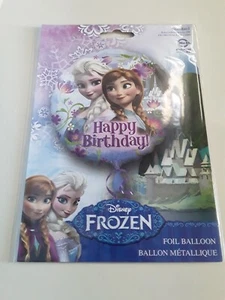 Happy
Birthday!
Disney
FROZEN
FOIL BALLOON
BALLON MÉTALLIQUE